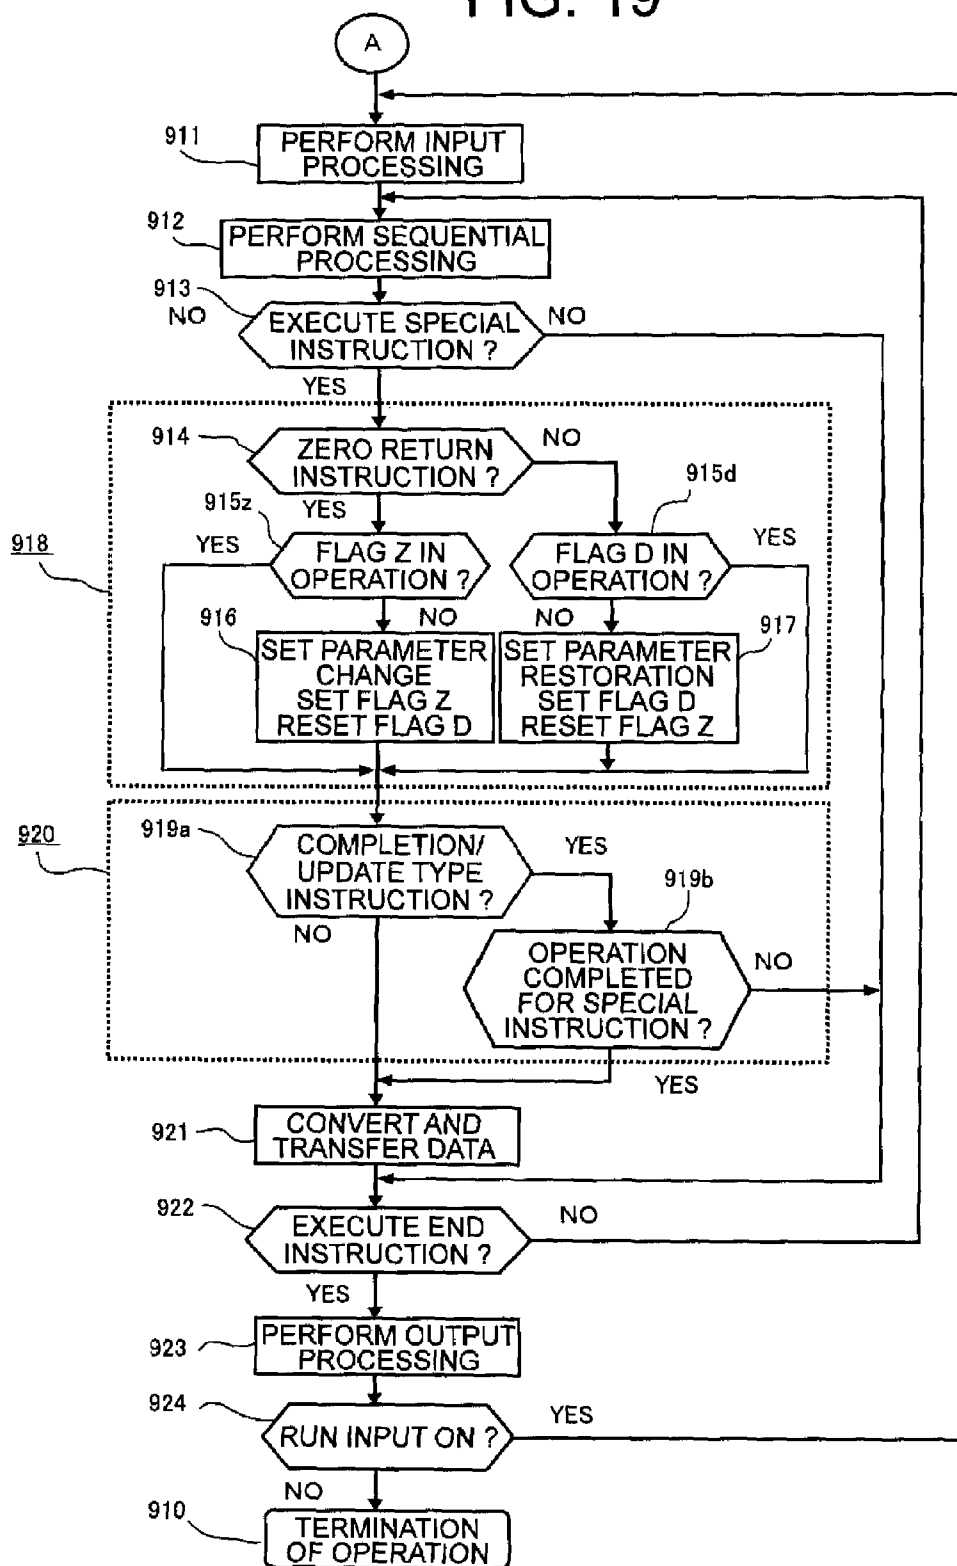 FIG. 19
A
911
PERFORM INPUT
PROCESSING
912
PERFORM SEQUENTIAL
PROCESSING
913
NO
EXECUTE SPECIAL
INSTRUCTION ?
NO
YES
914
ZERO RETURN
INSTRUCTION ?
NO
YES
915z
915d
918
YES
FLAG Z IN
OPERATION ?
FLAG D IN
OPERATION ?
YES
916
NO
NO
917
SET PARAMETER
CHANGE
SET FLAG Z
RESET FLAG D
SET PARAMETER
RESTORATION
SET FLAG D
RESET FLAG Z
920
919a
COMPLETION/
UPDATE TYPE
INSTRUCTION ?
YES
919b
NO
OPERATION
COMPLETED
FOR SPECIAL
INSTRUCTION ?
NO
YES
921
CONVERT AND
TRANSFER DATA
922
EXECUTE END
INSTRUCTION ?
NO
YES
923
PERFORM OUTPUT
PROCESSING
924
RUN INPUT ON ?
YES
NO
910
TERMINATION
OF OPERATION